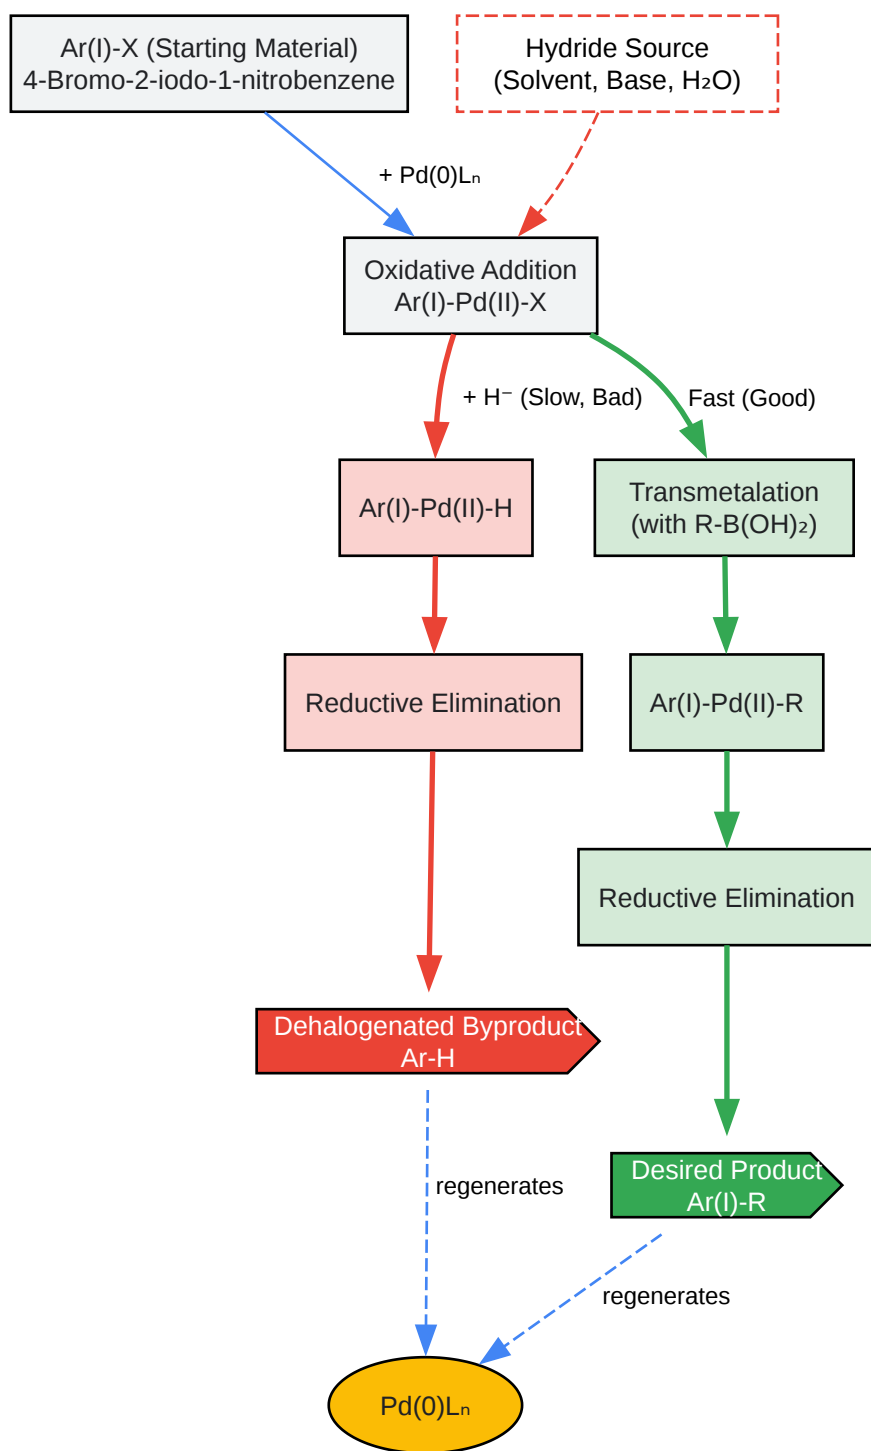 Ar(I)-X (Starting Material)
4-Bromo-2-iodo-1-nitrobenzene
Hydride Source
(Solvent, Base, H₂O)
+ Pd(0)Lₙ
Oxidative Addition
Ar(I)-Pd(II)-X
+ H⁻ (Slow, Bad)
Fast (Good)
Ar(I)-Pd(II)-H
Transmetalation
(with R-B(OH)₂)
Reductive Elimination
Ar(I)-Pd(II)-R
Reductive Elimination
Dehalogenated Byproduct
Ar-H
Desired Product
Ar(I)-R
regenerates
regenerates
Pd(0)Lₙ